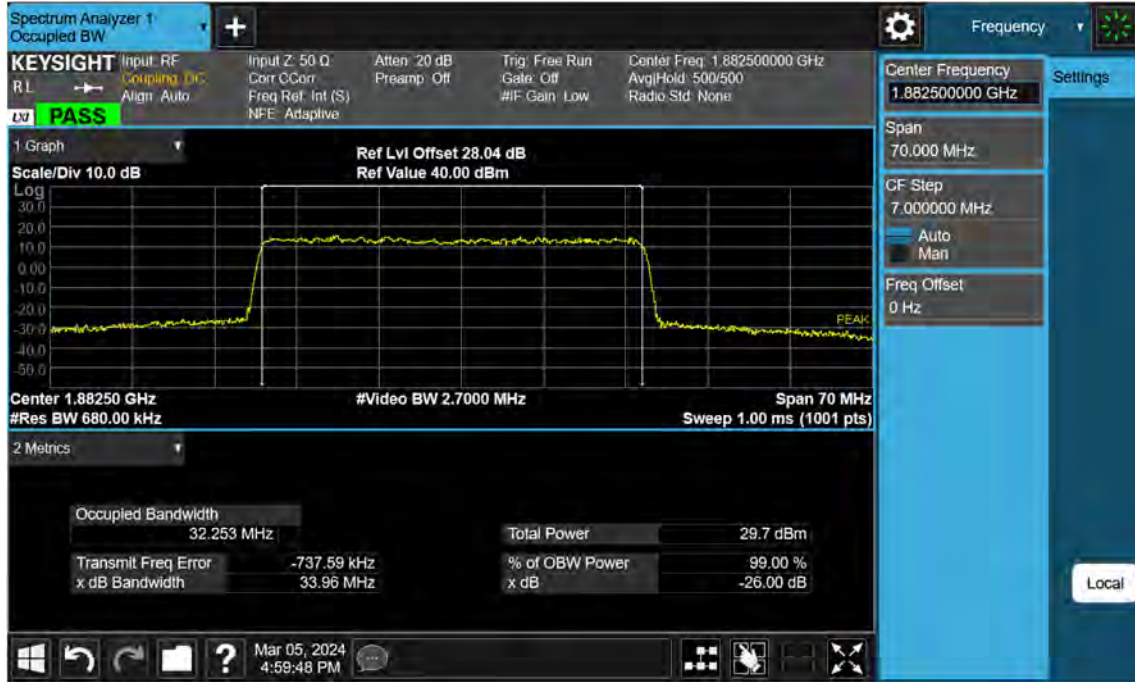 Spectrum Analyzer 1
Occupied BW
Frequency
KEYSIGHT
RL
LXI
PASS
Input: RF
Coupling: DC
Align: Auto
Input Z: 50 Ω
Corr CCorr
Freq Ref: Int (S)
NFE: Adaptive
Atten: 20 dB
Preamp: Off
Trig: Free Run
Gate: Off
#IF Gain: Low
Center Freq: 1.882500000 GHz
Avg|Hold: 500/500
Radio Std: None
1 Graph
Scale/Div 10.0 dB
Ref Lvl Offset 28.04 dB
Ref Value 40.00 dBm
Log
30.0
20.0
10.0
0.00
-10.0
-20.0
-30.0
-40.0
-50.0
PEAK
Center 1.88250 GHz
#Video BW 2.7000 MHz
Span 70 MHz
#Res BW 680.00 kHz
Sweep 1.00 ms (1001 pts)
2 Metrics
Occupied Bandwidth
32.253 MHz
Transmit Freq Error -737.59 kHz
x dB Bandwidth 33.96 MHz
Total Power 29.7 dBm
% of OBW Power 99.00 %
x dB -26.00 dB
Center Frequency
1.882500000 GHz
Span
70.000 MHz
CF Step
7.000000 MHz
Auto
Man
Freq Offset
0 Hz
Settings
Local
?
Mar 05, 2024
4:59:48 PM